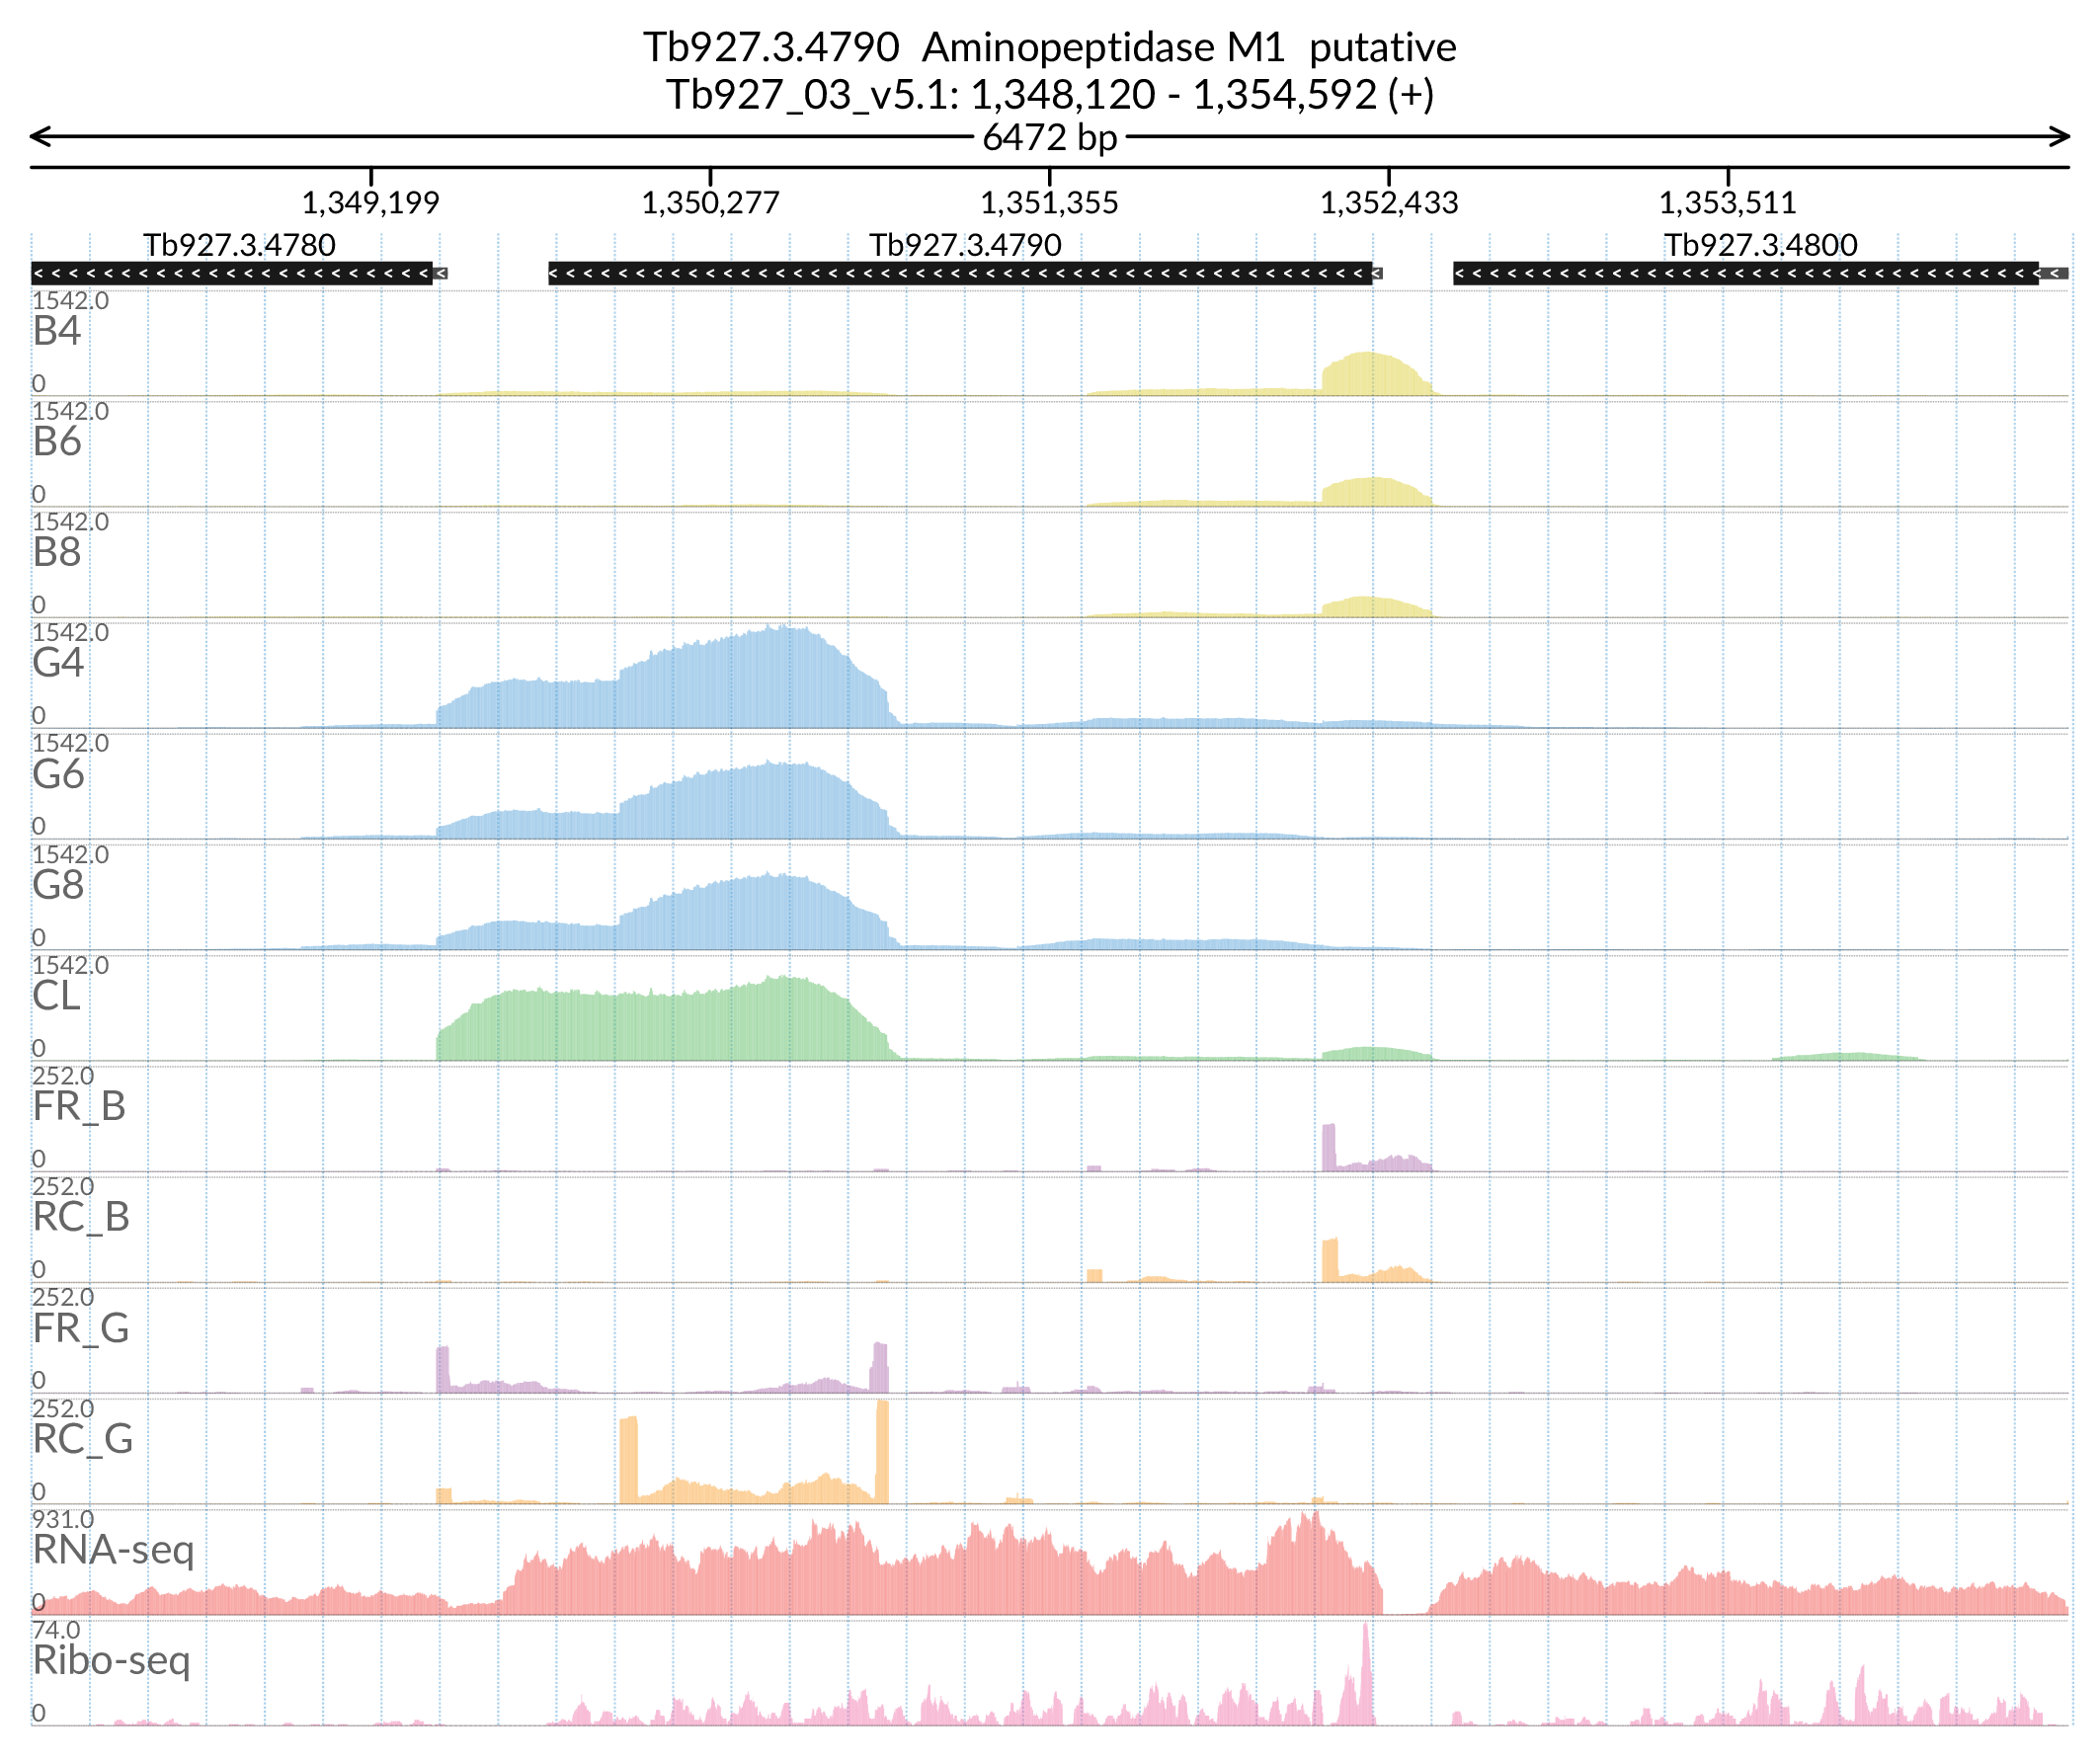 Tb927.3.4790 Aminopeptidase M1 putative
Tb927_03_v5.1: 1,348,120 - 1,354,592 (+)
6472 bp
1,349,199 1,350,277 1,351,355 1,352,433 1,353,511
Tb927.3.4780 Tb927.3.4790 Tb927.3.4800
1542.0
B4
0
1542.0
B6
0
1542.0
B8
0
1542.0
G4
0
1542.0
G6
0
1542.0
G8
0
1542.0
CL
0
252.0
FR_B
0
252.0
RC_B
0
252.0
FR_G
0
252.0
RC_G
0
931.0
RNA-seq
0
74.0
Ribo-seq
0